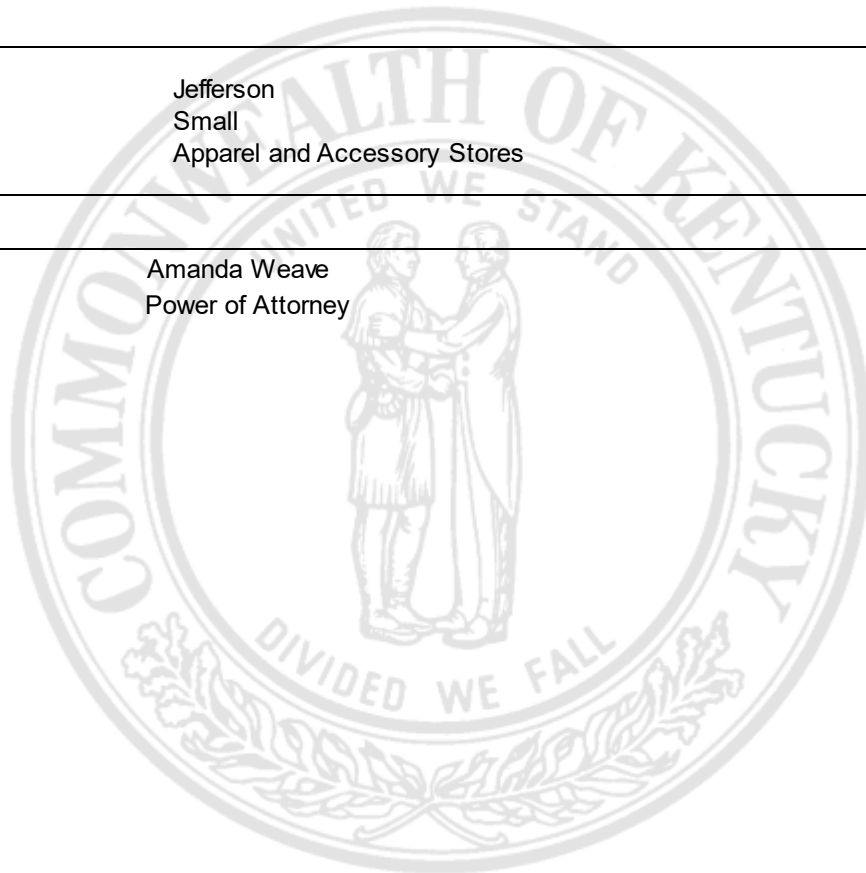 Jefferson
Small
Apparel and Accessory Stores
Amanda Weave
Power of Attorney
COMMONWEALTH OF KENTUCKY
UNITED WE STAND
DIVIDED WE FALL